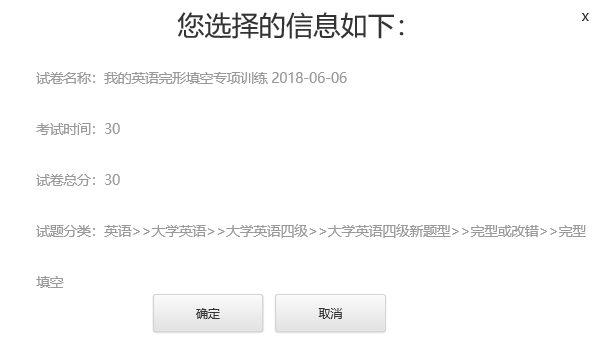 您选择的信息如下：
x
试卷名称：我的英语完形填空专项训练 2018-06-06
考试时间：30
试卷总分：30
试题分类：英语>>大学英语>>大学英语四级>>大学英语四级新题型>>完型或改错>>完型
填空
确定
取消